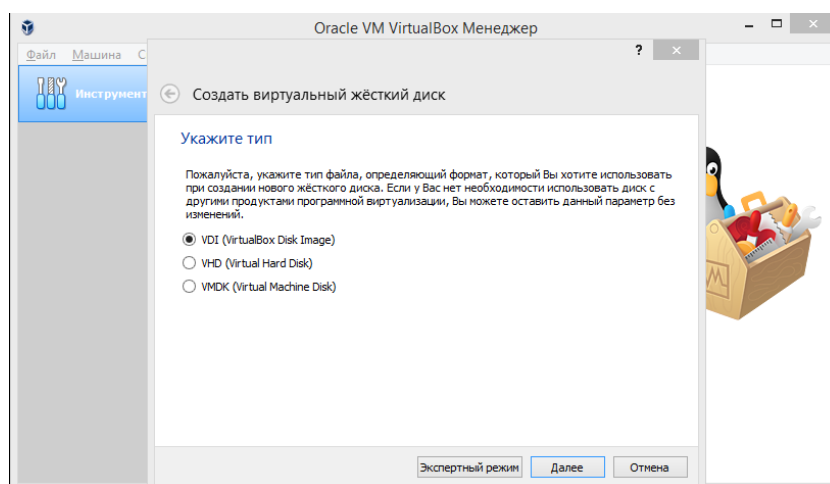 Oracle VM VirtualBox Менеджер
Файл Машина С
?
Инструмент
Создать виртуальный жёсткий диск
Укажите тип
Пожалуйста, укажите тип файла, определяющий формат, который Вы хотите использовать
при создании нового жёсткого диска. Если у Вас нет необходимости использовать диск с
другими продуктами программной виртуализации, Вы можете оставить данный параметр без
изменений.
VDI (VirtualBox Disk Image)
VHD (Virtual Hard Disk)
VMDK (Virtual Machine Disk)
Экспертный режим Далее Отмена